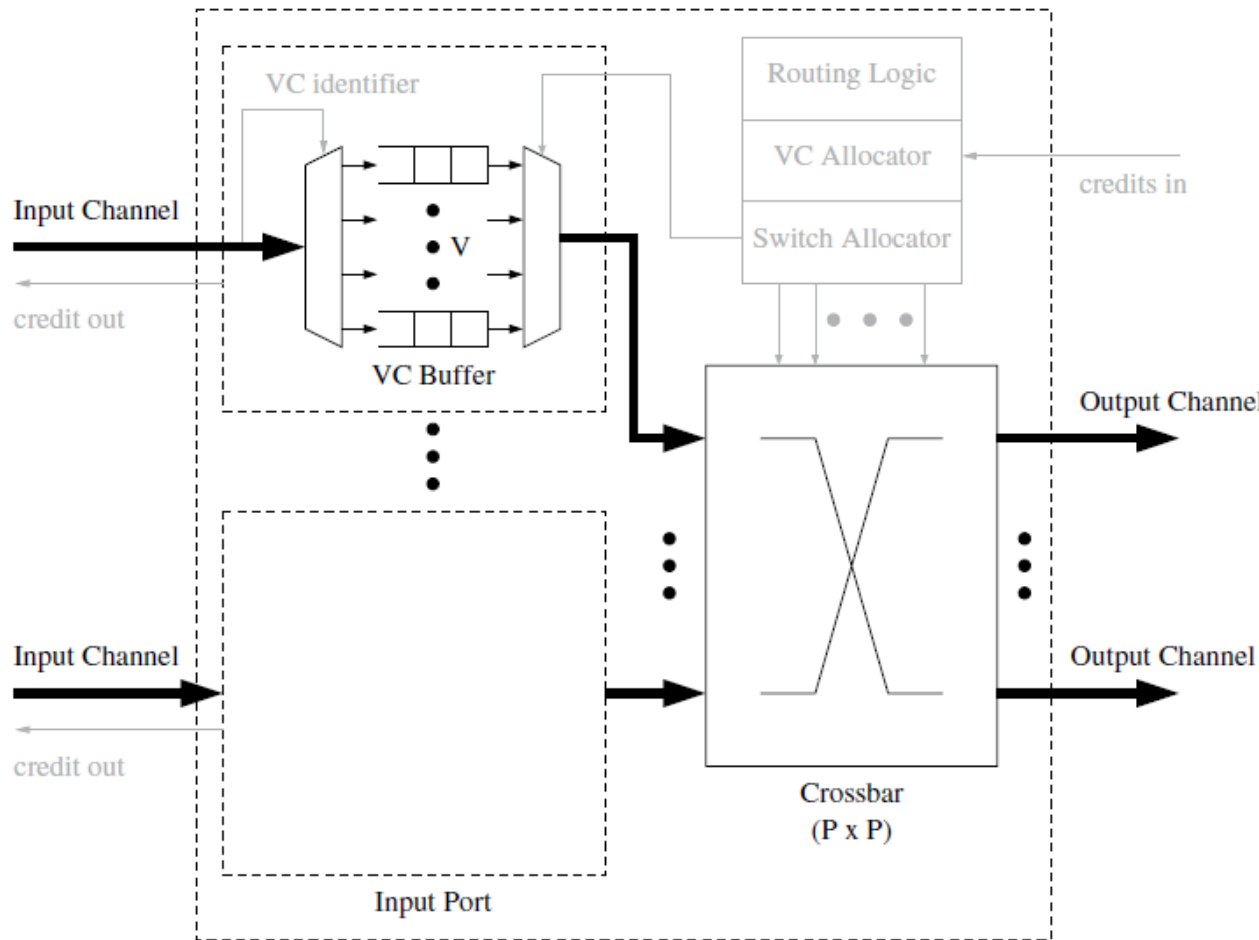 VC identifier
Routing Logic
VC Allocator
credits in
Input Channel
V
Switch Allocator
credit out
VC Buffer
Output Channel
Input Channel
Output Channel
credit out
Crossbar
(P x P)
Input Port